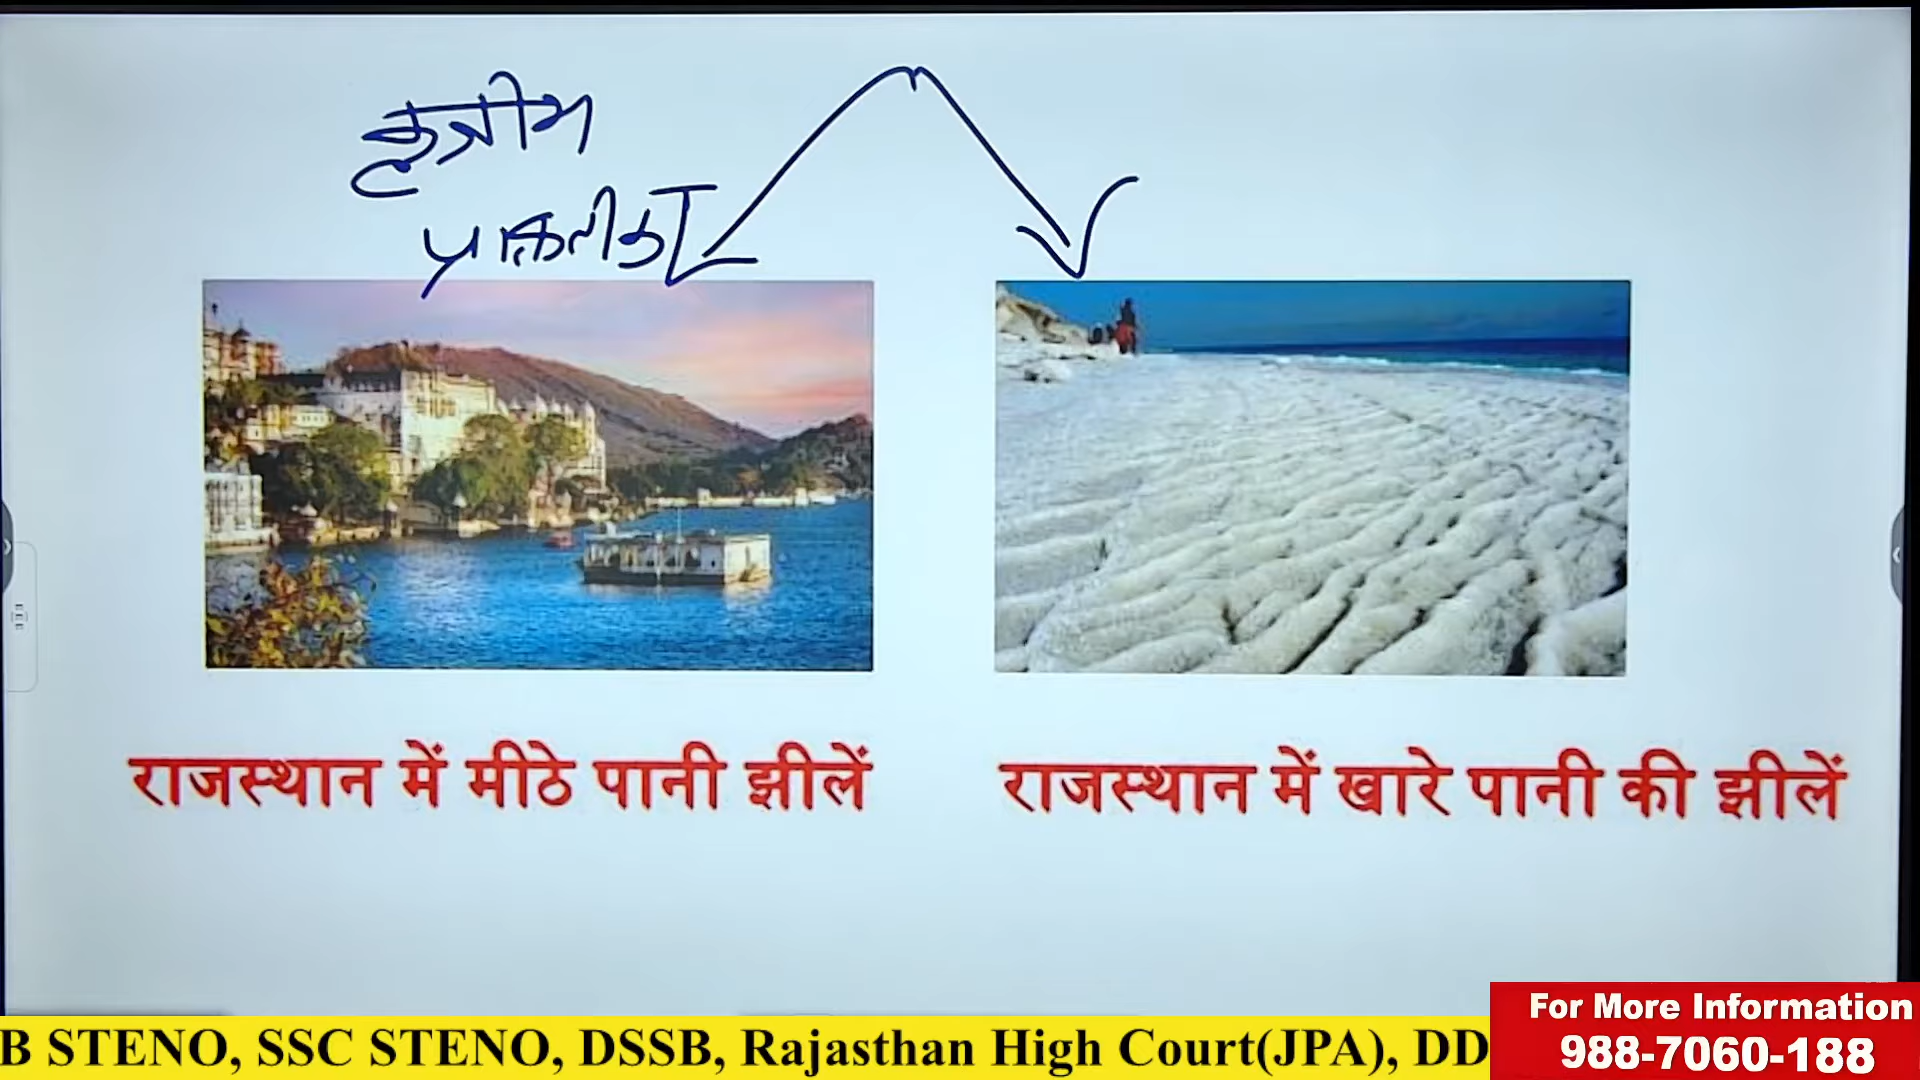 कृत्रीम
प्राकृतीक
राजस्थान में मीठे पानी झीलें
राजस्थान में खारे पानी की झीलें
B STENO, SSC STENO, DSSB, Rajasthan High Court(JPA), DD
For More Information
988-7060-188